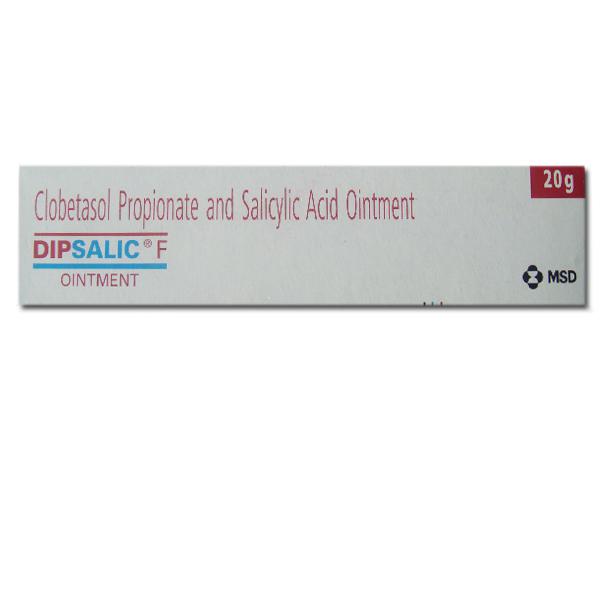 20g
Clobetasol Propionate and Salicylic Acid Ointment
DIPSALIC® F
OINTMENT
MSD